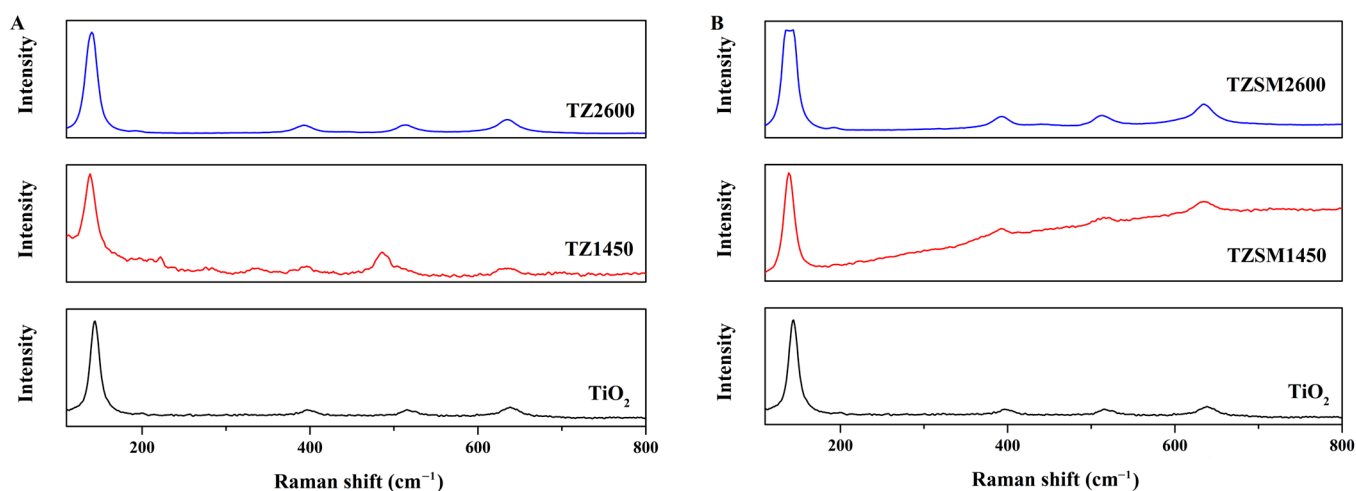 A
Intensity
TZ2600
Intensity
TZ1450
Intensity
TiO₂
200
400
600
800
Raman shift (cm⁻¹)
B
Intensity
TZSM2600
Intensity
TZSM1450
Intensity
TiO₂
200
400
600
800
Raman shift (cm⁻¹)